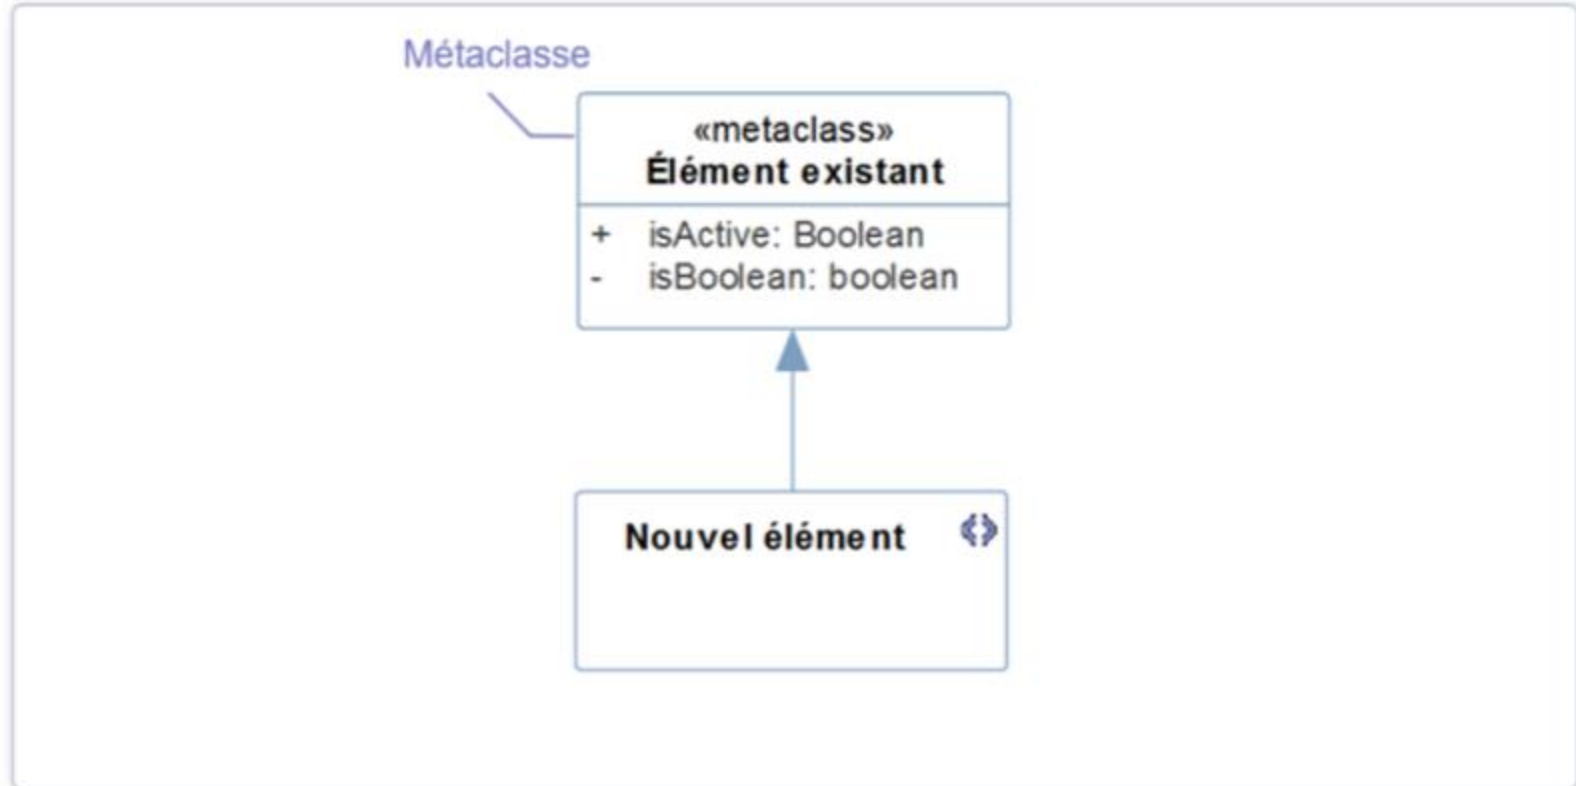 Métaclasse
«metaclass»
Élément existant
+ isActive: Boolean
- isBoolean: boolean
Nouvel élément